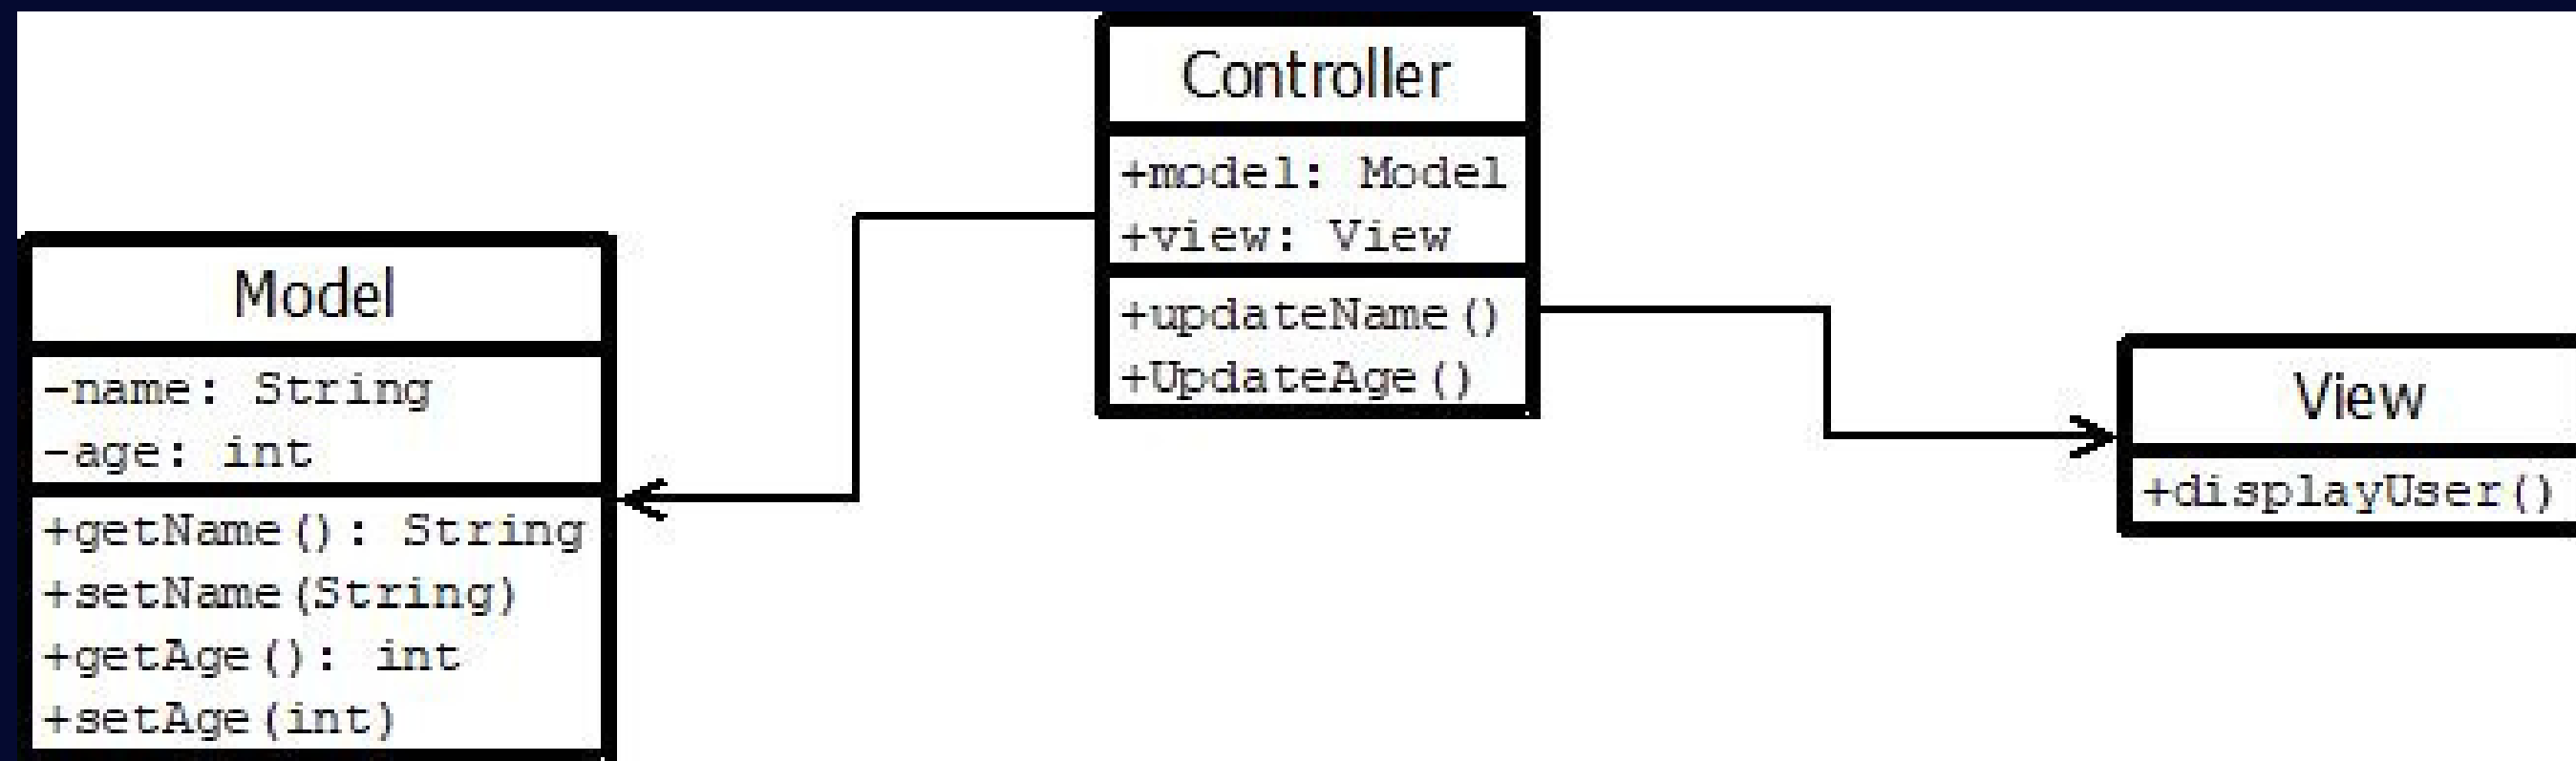 Controller
+model: Model
+view: View
+updateName()
+UpdateAge()
Model
-name: String
-age: int
+getName(): String
+setName(String)
+getAge(): int
+setAge(int)
View
+displayUser()